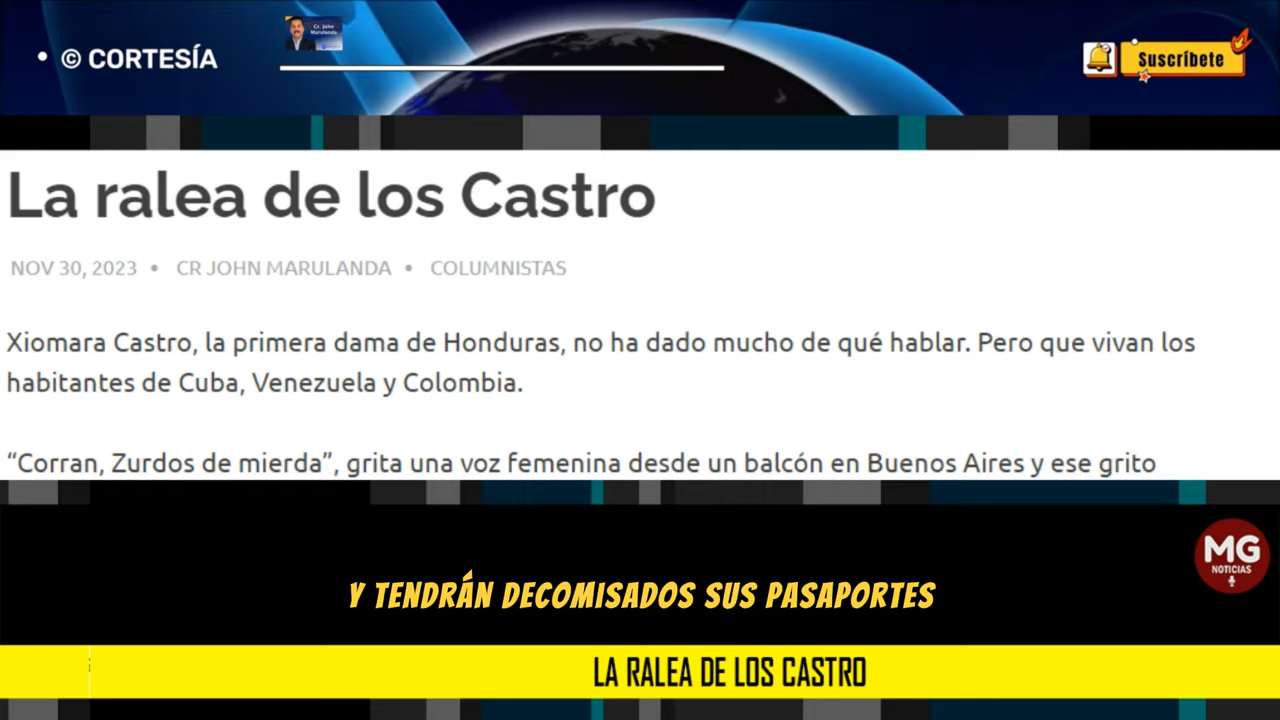 • © CORTESÍA
Cr. John
Marulanda
Suscríbete
La ralea de los Castro
NOV 30, 2023 • CR JOHN MARULANDA • COLUMNISTAS
Xiomara Castro, la primera dama de Honduras, no ha dado mucho de qué hablar. Pero que vivan los
habitantes de Cuba, Venezuela y Colombia.
“Corran, Zurdos de mierda”, grita una voz femenina desde un balcón en Buenos Aires y ese grito
MG
NOTICIAS
Y TENDRÁN DECOMISADOS SUS PASAPORTES
LA RALEA DE LOS CASTRO